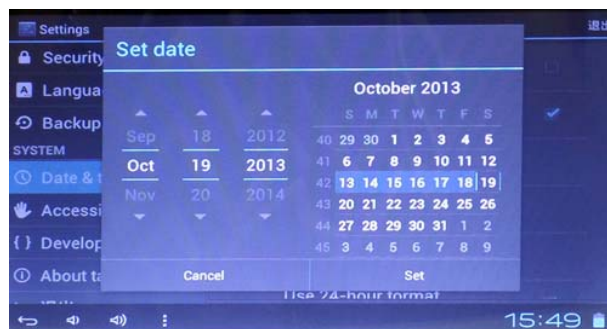 Settings
退出
Security
Langua
Backup
SYSTEM
Date & t
Accessi
{ } Develop
About ta
Set date
Sep 18 2012
Oct 19 2013
Nov 20 2014
October 2013
S M T W T F S
40 29 30 1 2 3 4 5
41 6 7 8 9 10 11 12
42 13 14 15 16 17 18 19
43 20 21 22 23 24 25 26
44 27 28 29 30 31 1 2
45 3 4 5 6 7 8 9
Cancel
Set
Use 24-hour format
15:49